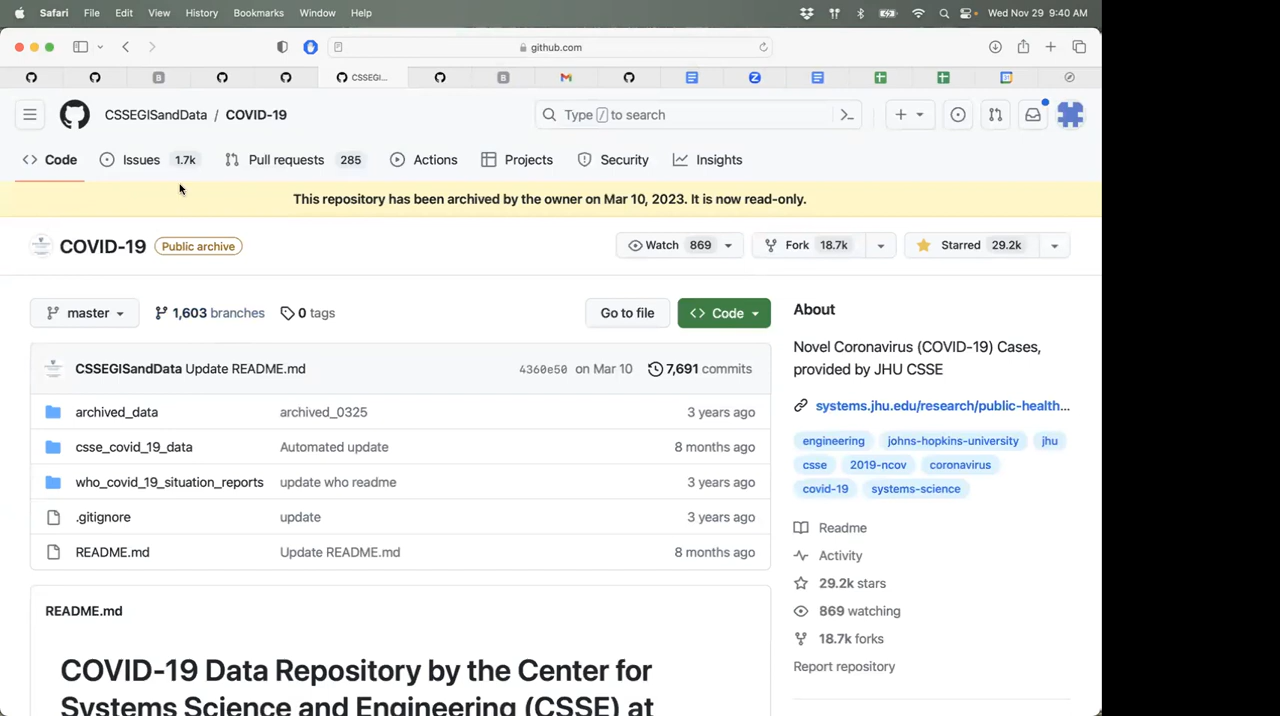 Safari File Edit View History Bookmarks Window Help Wed Nov 29 9:40 AM
github.com
CSSEGI...
CSSEGISandData / COVID-19 Type / to search
Code Issues 1.7k Pull requests 285 Actions Projects Security Insights
This repository has been archived by the owner on Mar 10, 2023. It is now read-only.
COVID-19 Public archive Watch 869 Fork 18.7k Starred 29.2k
master 1,603 branches 0 tags Go to file Code
CSSEGISandData Update README.md 4360e50 on Mar 10 7,691 commits
archived_data archived_0325 3 years ago
csse_covid_19_data Automated update 8 months ago
who_covid_19_situation_reports update who readme 3 years ago
.gitignore update 3 years ago
README.md Update README.md 8 months ago
README.md
COVID-19 Data Repository by the Center for
Systems Science and Engineering (CSSE) at
About
Novel Coronavirus (COVID-19) Cases,
provided by JHU CSSE
systems.jhu.edu/research/public-health...
engineering johns-hopkins-university jhu
csse 2019-ncov coronavirus
covid-19 systems-science
Readme
Activity
29.2k stars
869 watching
18.7k forks
Report repository